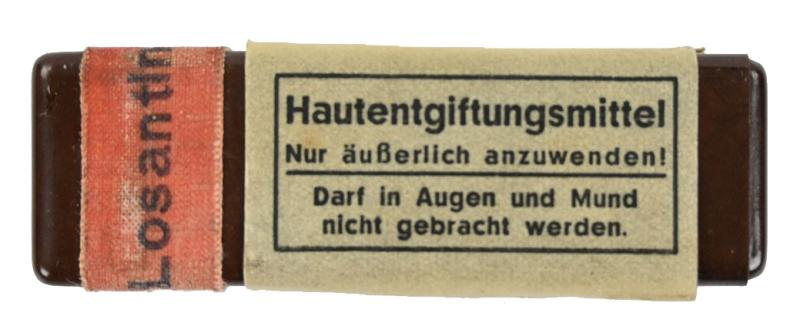 Losantin
Hautentgiftungsmittel
Nur äußerlich anzuwenden!
Darf in Augen und Mund
nicht gebracht werden.